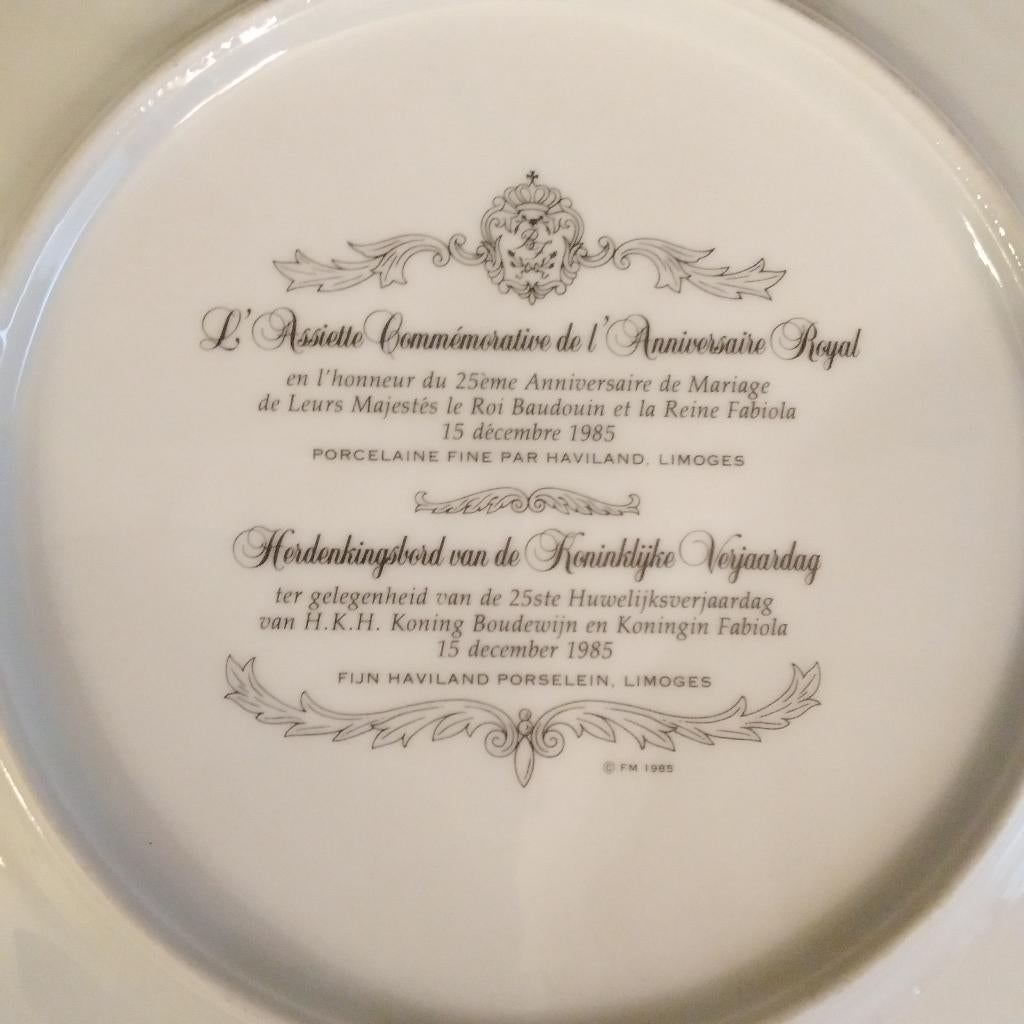 L'Assiette Commémorative de l'Anniversaire Royal
en l'honneur du 25ème Anniversaire de Mariage
de Leurs Majestés le Roi Baudouin et la Reine Fabiola
15 décembre 1985
PORCELAINE FINE PAR HAVILAND, LIMOGES
Herdenkingsbord van de Koninklijke Verjaardag
ter gelegenheid van de 25ste Huwelijksverjaardag
van H.K.H. Koning Boudewijn en Koningin Fabiola
15 december 1985
FIJN HAVILAND PORSELEIN, LIMOGES
© FM 1985